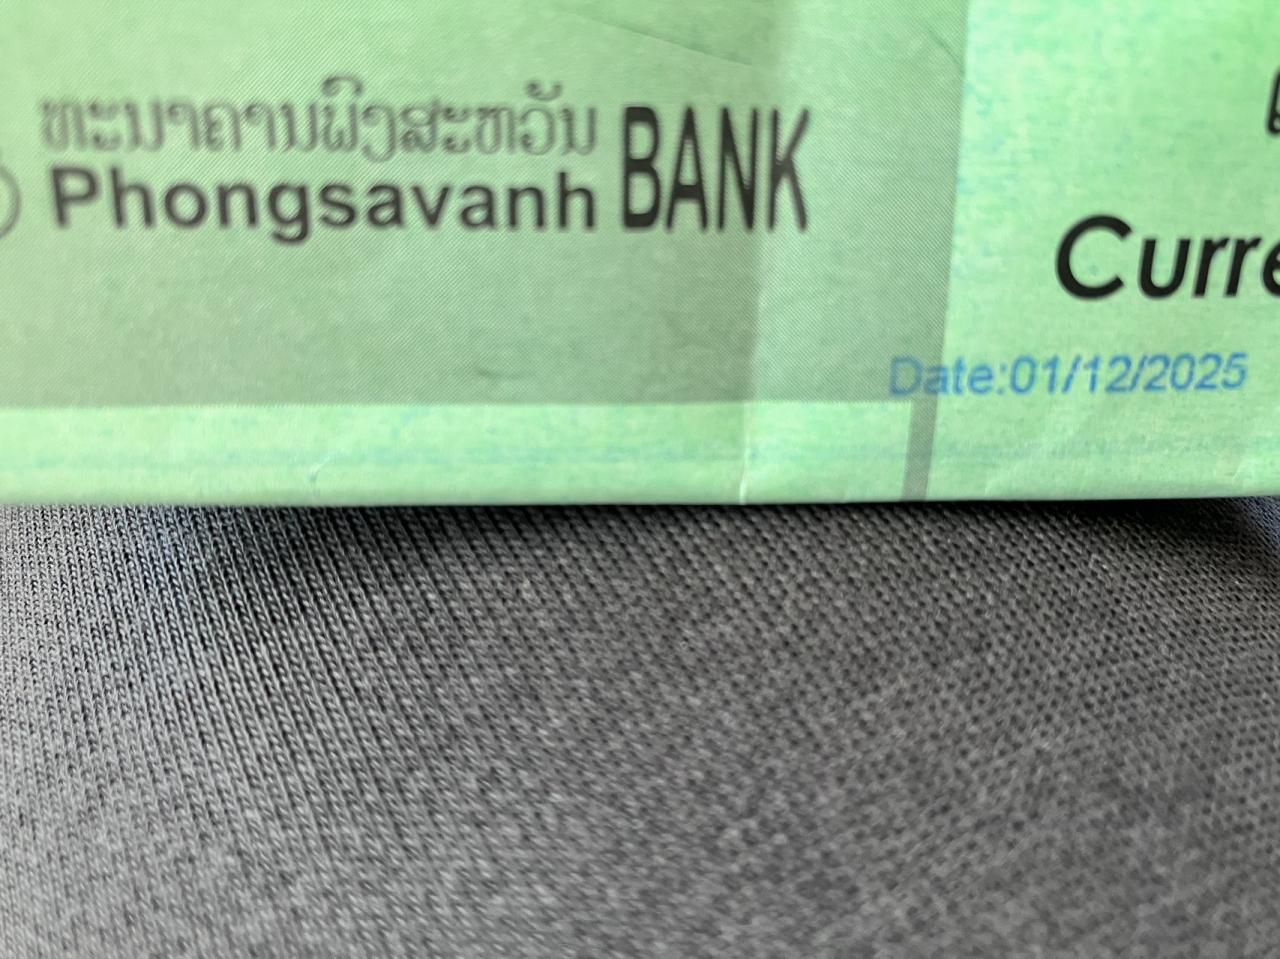 ທະນາຄານພົງສະຫວັນ
Phongsavanh BANK
Date:01/12/2025